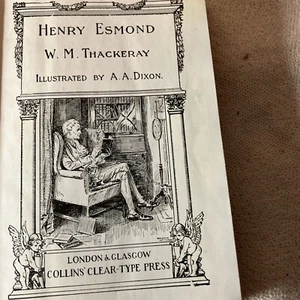 HENRY ESMOND
W. M. THACKERAY
ILLUSTRATED BY A. A. DIXON.
LONDON & GLASGOW
COLLINS' CLEAR-TYPE PRESS